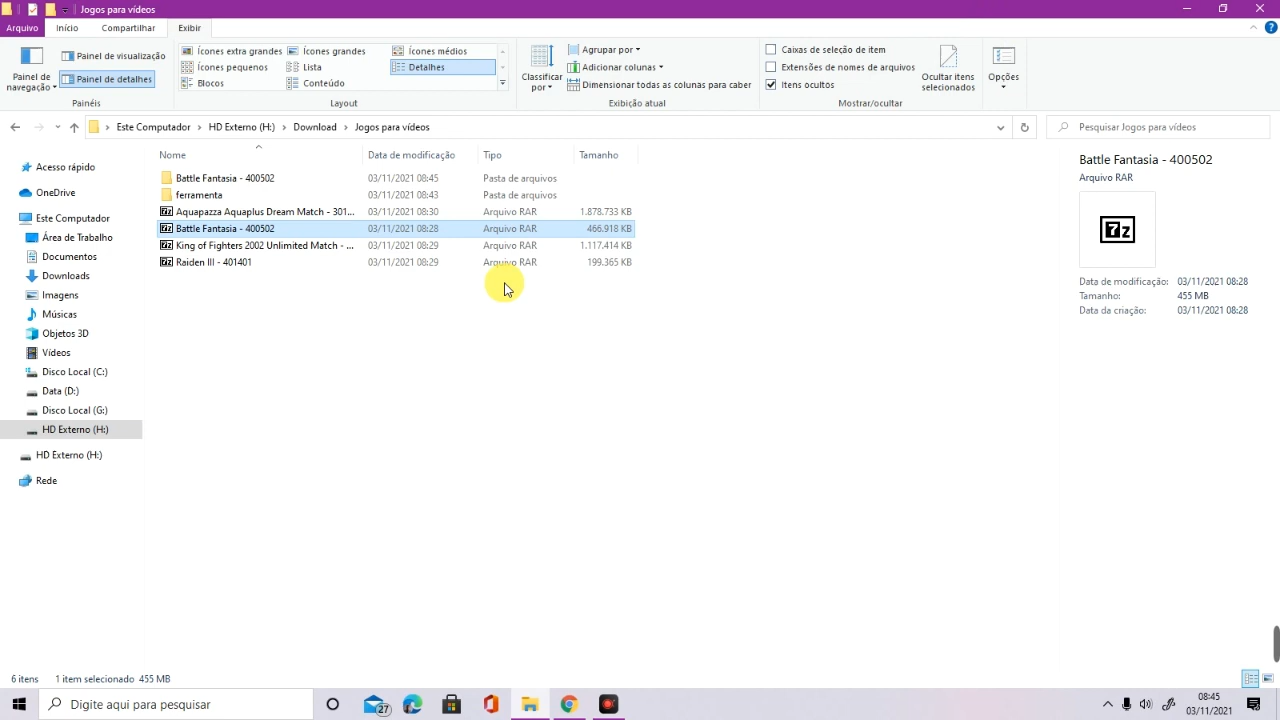 Jogos para vídeos
Arquivo Início Compartilhar Exibir
Painel de navegação
Painel de visualização
Painel de detalhes
Painéis
Ícones extra grandes Ícones grandes Ícones médios
Ícones pequenos Lista Detalhes
Blocos Conteúdo
Layout
Classificar por
Agrupar por
Adicionar colunas
Dimensionar todas as colunas para caber
Exibição atual
Caixas de seleção de item
Extensões de nomes de arquivos
Itens ocultos
Ocultar itens selecionados
Mostrar/ocultar
Opções
Este Computador HD Externo (H:) Download Jogos para vídeos
Pesquisar Jogos para vídeos
Acesso rápido
OneDrive
Este Computador
Área de Trabalho
Documentos
Downloads
Imagens
Músicas
Objetos 3D
Vídeos
Disco Local (C:)
Data (D:)
Disco Local (G:)
HD Externo (H:)
HD Externo (H:)
Rede
Nome Data de modificação Tipo Tamanho
Battle Fantasia - 400502 03/11/2021 08:45 Pasta de arquivos
ferramenta 03/11/2021 08:43 Pasta de arquivos
7z Aquapazza Aquaplus Dream Match - 301... 03/11/2021 08:30 Arquivo RAR 1.878.733 KB
7z Battle Fantasia - 400502 03/11/2021 08:28 Arquivo RAR 466.918 KB
7z King of Fighters 2002 Unlimited Match - ... 03/11/2021 08:29 Arquivo RAR 1.117.414 KB
7z Raiden III - 401401 03/11/2021 08:29 Arquivo RAR 199.365 KB
Battle Fantasia - 400502
Arquivo RAR
7z
Data de modificação: 03/11/2021 08:28
Tamanho: 455 MB
Data da criação: 03/11/2021 08:28
6 itens 1 item selecionado 455 MB
Digite aqui para pesquisar
27
08:45
03/11/2021